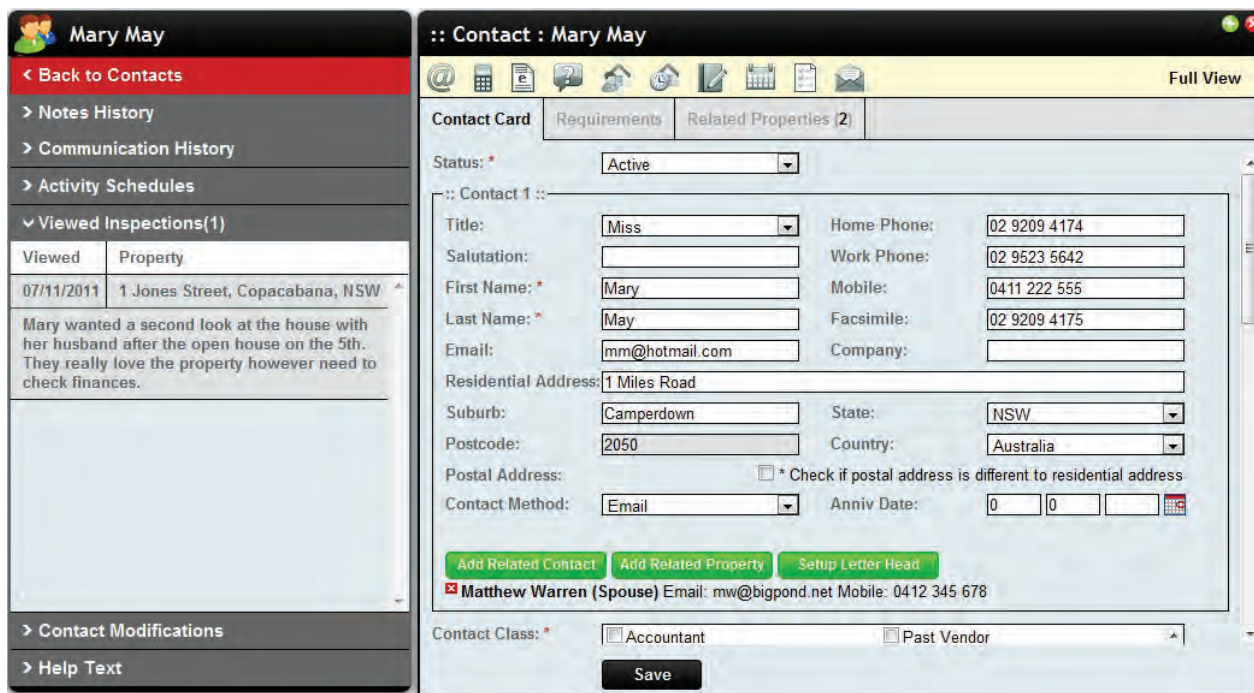 Mary May
< Back to Contacts
> Notes History
> Communication History
> Activity Schedules
Viewed Inspections(1)
Viewed Property
07/11/2011 1 Jones Street, Copacabana, NSW
Mary wanted a second look at the house with
her husband after the open house on the 5th.
They really love the property however need to
check finances.
> Contact Modifications
> Help Text
:: Contact : Mary May
Full View
Contact Card Requirements Related Properties (2)
Status: * Active
:: Contact 1 ::
Title: Miss Home Phone: 02 9209 4174
Salutation: Work Phone: 02 9523 5642
First Name: * Mary Mobile: 0411 222 555
Last Name: * May Facsimile: 02 9209 4175
Email: mm@hotmail.com Company:
Residential Address: 1 Miles Road
Suburb: Camperdown State: NSW
Postcode: 2050 Country: Australia
Postal Address: * Check if postal address is different to residential address
Contact Method: Email Anniv Date: 0 0
Add Related Contact Add Related Property Setup Letter Head
Matthew Warren (Spouse) Email: mw@bigpond.net Mobile: 0412 345 678
Contact Class: * Accountant Past Vendor
Save